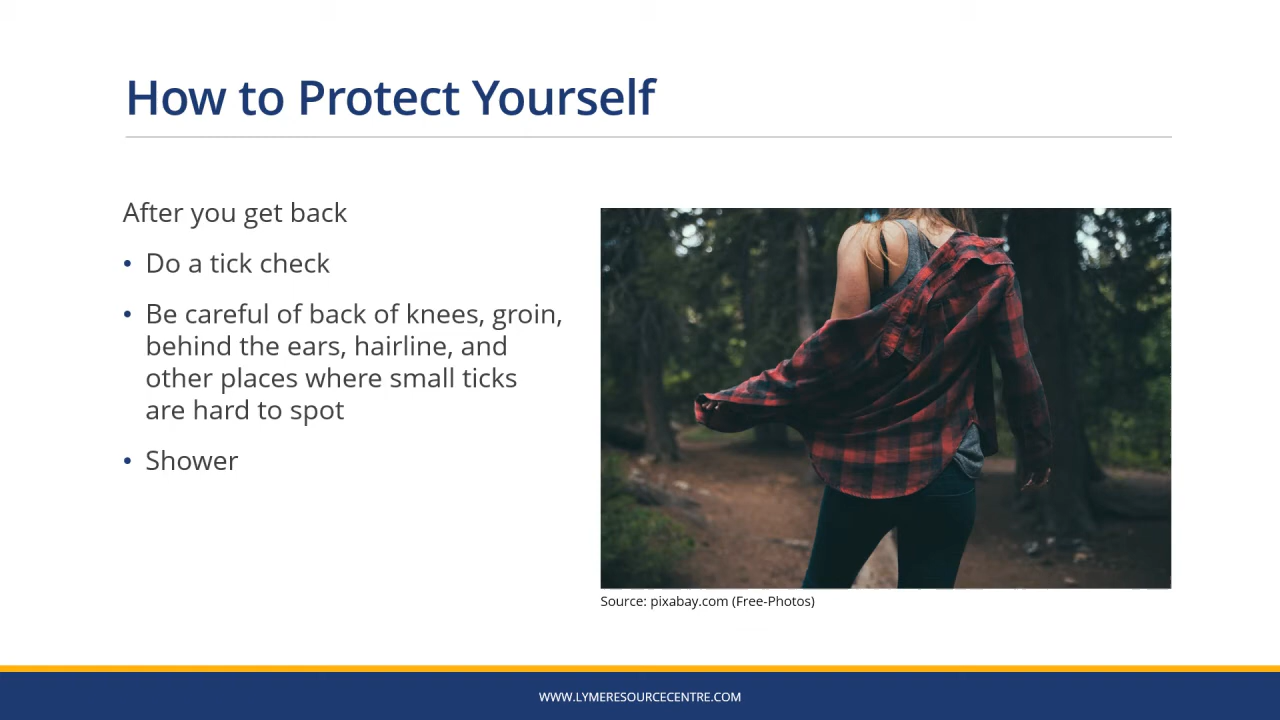 How to Protect Yourself
After you get back
• Do a tick check
• Be careful of back of knees, groin,
behind the ears, hairline, and
other places where small ticks
are hard to spot
• Shower
Source: pixabay.com (Free-Photos)
WWW.LYMERESOURCECENTRE.COM